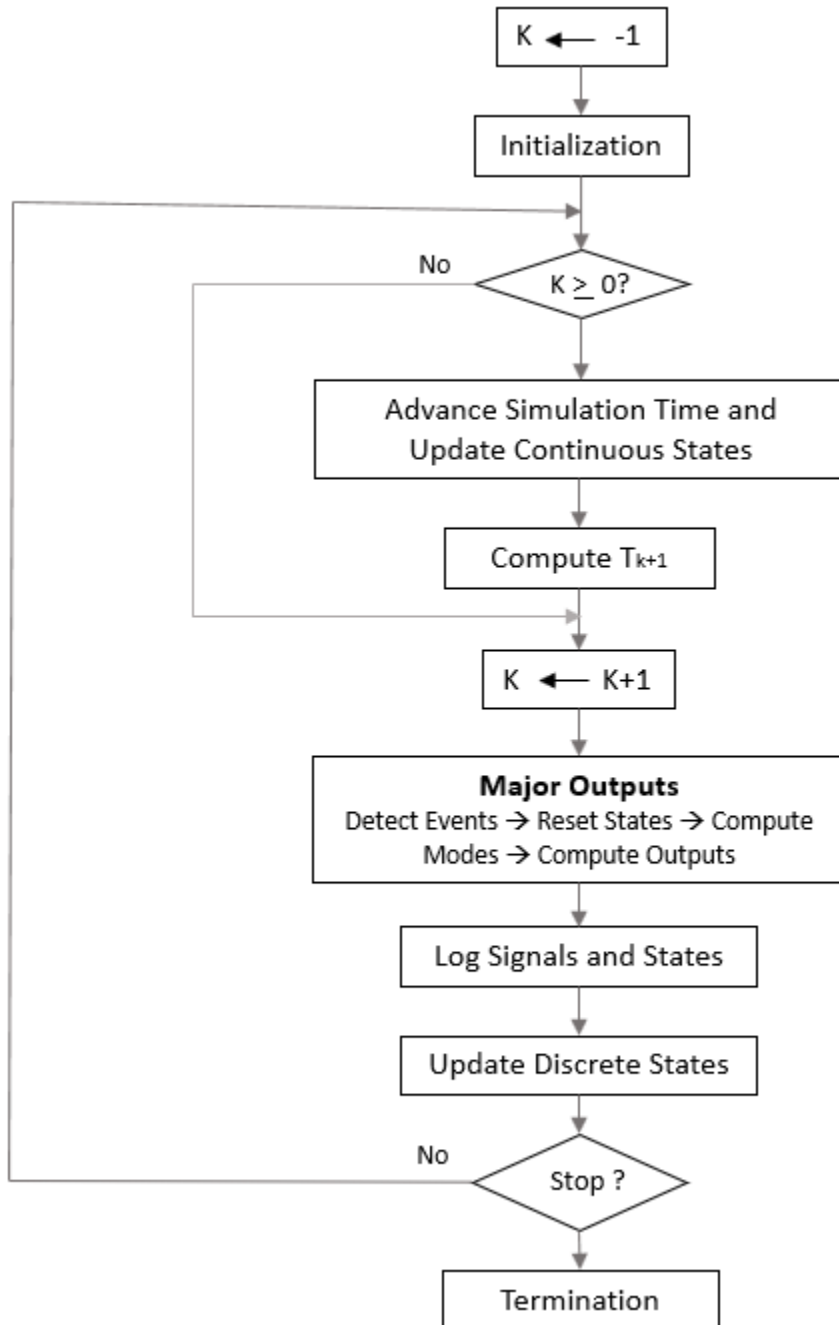 K ← -1
Initialization
No
K ≥ 0?
Advance Simulation Time and
Update Continuous States
Compute Tk+1
K ← K+1
Major Outputs
Detect Events → Reset States → Compute
Modes → Compute Outputs
Log Signals and States
Update Discrete States
No
Stop ?
Termination